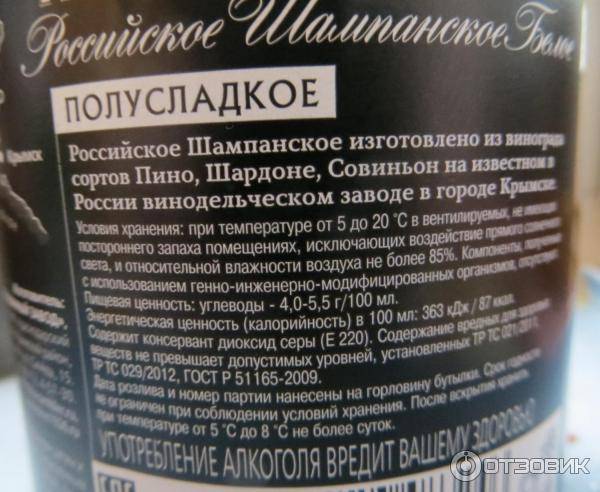 Российское Шампанское Белое
ПОЛУСЛАДКОЕ
Российское Шампанское изготовлено из винограда
сортов Пино, Шардоне, Совиньон на известном в
России винодельческом заводе в городе Крымске.
Условия хранения: при температуре от 5 до 20 °С в вентилируемых, не имеющих
постороннего запаха помещениях, исключающих воздействие прямого солнечного
света, и относительной влажности воздуха не более 85%. Компоненты, полученные
с использованием генно-инженерно-модифицированных организмов, отсутствуют.
Пищевая ценность: углеводы - 4,0-5,5 г/100 мл.
Энергетическая ценность (калорийность) в 100 мл: 363 кДж / 87 ккал.
Содержит консервант диоксид серы (Е 220). Содержание вредных для здоровья
веществ не превышает допустимых уровней, установленных ТР ТС 021/2011,
ТР ТС 029/2012, ГОСТ Р 51165-2009.
Дата розлива и номер партии нанесены на горловину бутылки. Срок годности
не ограничен при соблюдении условий хранения. После вскрытия хранить
при температуре от 5 °С до 8 °С не более суток.
УПОТРЕБЛЕНИЕ АЛКОГОЛЯ ВРЕДИТ ВАШЕМУ ЗДОРОВЬЮ
Крымск
ОТЗОВИК